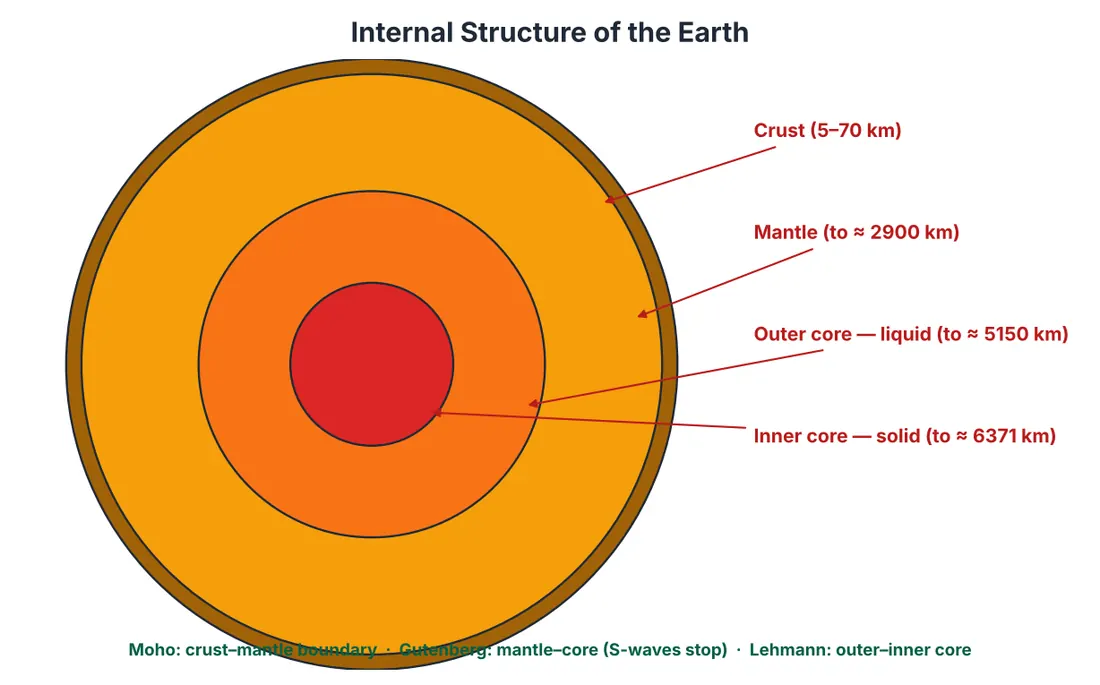 Internal Structure of the Earth
Crust (5–70 km)
Mantle (to ≈ 2900 km)
Outer core — liquid (to ≈ 5150 km)
Inner core — solid (to ≈ 6371 km)
Moho: crust–mantle boundary · Gutenberg: mantle–core (S-waves stop) · Lehmann: outer–inner core